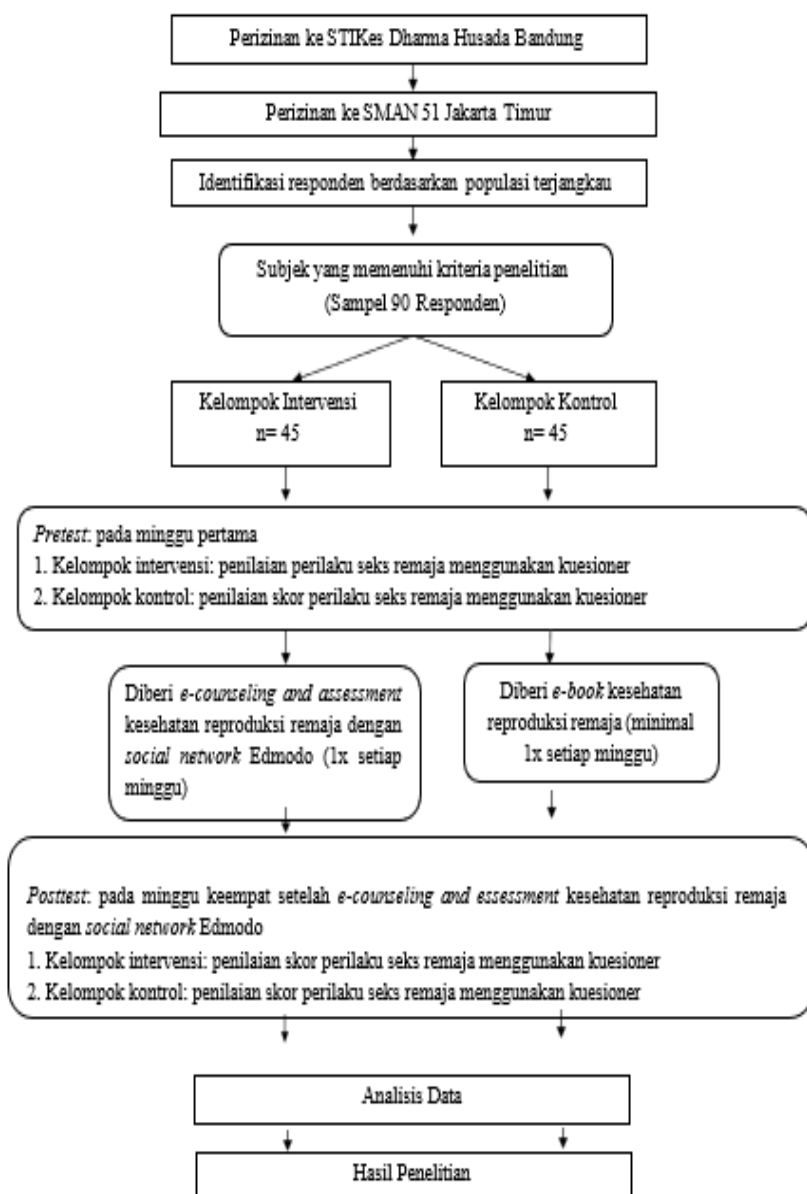 Perizinan ke STIKes Dharma Husada Bandung
Perizinan ke SMAN 51 Jakarta Timur
Identifikasi responden berdasarkan populasi terjangkau
Subjek yang memenuhi kriteria penelitian
(Sampel 90 Responden)
Kelompok Intervensi
n= 45
Kelompok Kontrol
n= 45
Pretest: pada minggu pertama
1. Kelompok intervensi: penilaian perilaku seks remaja menggunakan kuesioner
2. Kelompok kontrol: penilaian skor perilaku seks remaja menggunakan kuesioner
Diberi e-counseling and assessment
kesehatan reproduksi remaja dengan
social network Edmodo (1x setiap
minggu)
Diberi e-book kesehatan
reproduksi remaja (minimal
1x setiap minggu)
Posttest: pada minggu keempat setelah e-counseling and essessment kesehatan reproduksi remaja
dengan social network Edmodo
1. Kelompok intervensi: penilaian skor perilaku seks remaja menggunakan kuesioner
2. Kelompok kontrol: penilaian skor perilaku seks remaja menggunakan kuesioner
Analisis Data
Hasil Penelitian